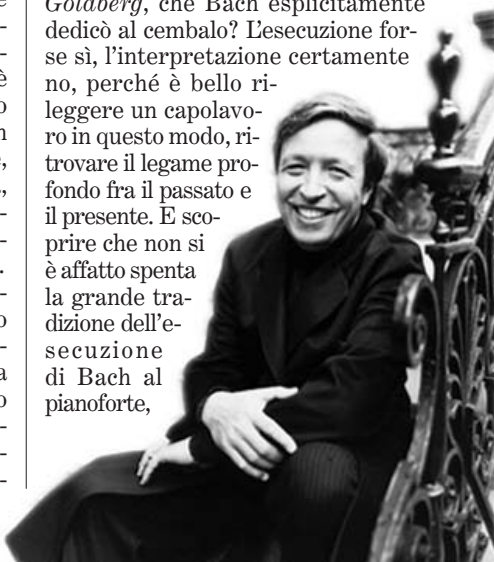 Goldberg, che Bach esplicitamente
dedicò al cembalo? L'esecuzione for-
se sì, l'interpretazione certamente
no, perché è bello ri-
leggere un capolavo-
ro in questo modo, ri-
trovare il legame pro-
fondo fra il passato e
il presente. E sco-
prire che non si
è affatto spenta
la grande tra-
dizione dell'e-
secuzione
di Bach al
pianoforte,